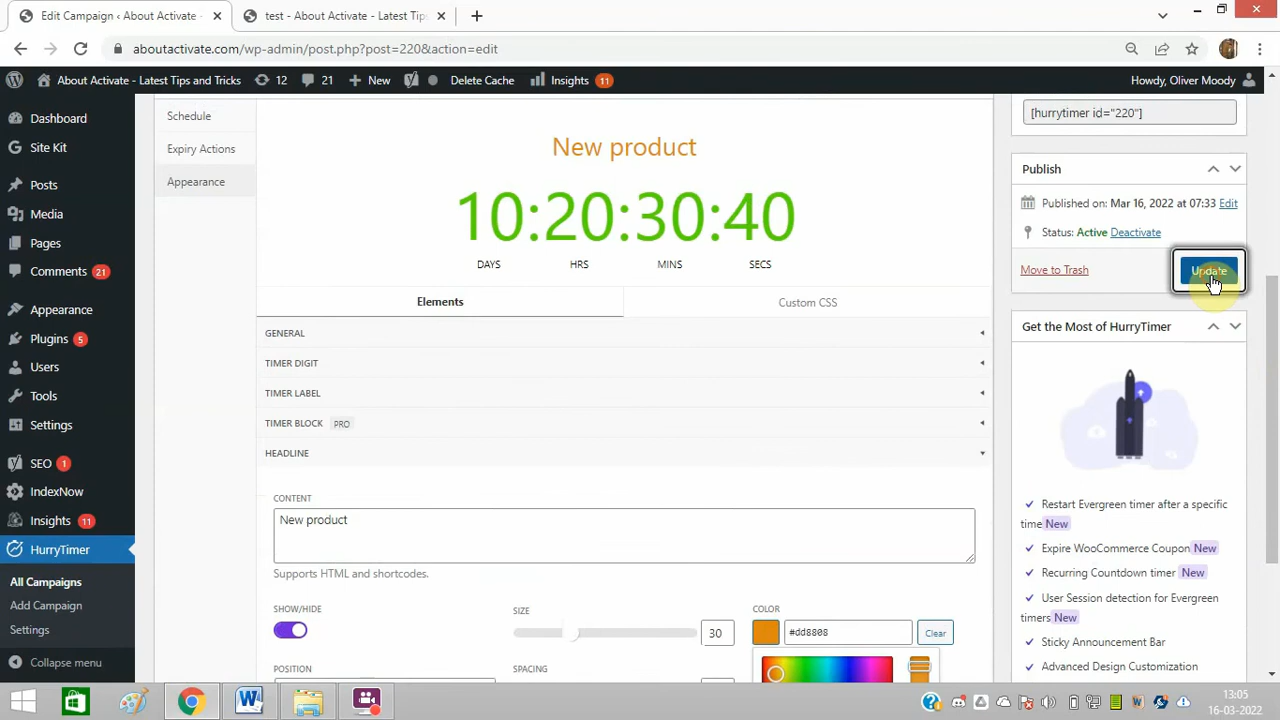 Edit Campaign ‹ About Activate -
test - About Activate - Latest Tips
aboutactivate.com/wp-admin/post.php?post=220&action=edit
About Activate - Latest Tips and Tricks
12
21
New
Delete Cache
Insights 11
Howdy, Oliver Moody
Dashboard
Site Kit
Posts
Media
Pages
Comments 21
Appearance
Plugins 5
Users
Tools
Settings
SEO 1
IndexNow
Insights 11
HurryTimer
All Campaigns
Add Campaign
Settings
Collapse menu
Schedule
Expiry Actions
Appearance
New product
10:20:30:40
DAYS HRS MINS SECS
Elements
Custom CSS
GENERAL
TIMER DIGIT
TIMER LABEL
TIMER BLOCK PRO
HEADLINE
CONTENT
New product
Supports HTML and shortcodes.
SHOW/HIDE
SIZE
30
COLOR
#dd8808
Clear
POSITION
SPACING
[hurrytimer id="220"]
Publish
Published on: Mar 16, 2022 at 07:33 Edit
Status: Active Deactivate
Move to Trash
Update
Get the Most of HurryTimer
Restart Evergreen timer after a specific
time New
Expire WooCommerce Coupon New
Recurring Countdown timer New
User Session detection for Evergreen
timers New
Sticky Announcement Bar
Advanced Design Customization
13:05
16-03-2022